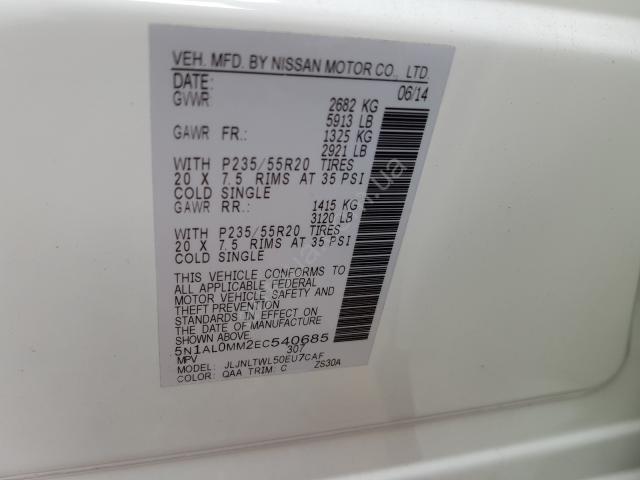 VEH. MFD. BY NISSAN MOTOR CO., LTD.
DATE: 06/14
GVWR: 2682 KG
5913 LB
GAWR FR.: 1325 KG
2921 LB
WITH P235/55R20 TIRES
20 X 7.5 RIMS AT 35 PSI
COLD SINGLE
GAWR RR.: 1415 KG
3120 LB
WITH P235/55R20 TIRES
20 X 7.5 RIMS AT 35 PSI
COLD SINGLE
THIS VEHICLE CONFORMS TO
ALL APPLICABLE FEDERAL
MOTOR VEHICLE SAFETY AND
THEFT PREVENTION
STANDARDS IN EFFECT ON
THE DATE OF MANUFACTURE
SHOWN ABOVE.
5N1AL0MM2EC540685
MPV 307
MODEL: JLJNLTWL50EU7CAF
COLOR: QAA TRIM: C ZS30A